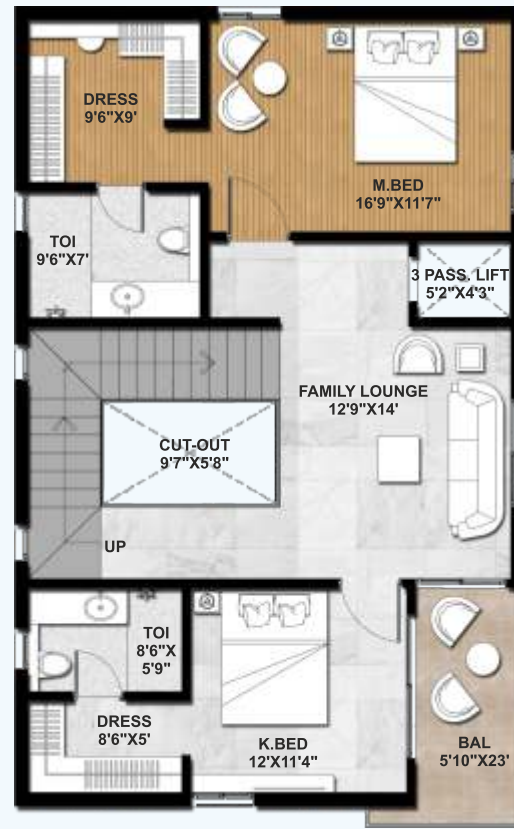 DRESS
9'6"X9'
M.BED
16'9"X11'7"
TOI
9'6"X7'
3 PASS. LIFT
5'2"X4'3"
FAMILY LOUNGE
12'9"X14'
CUT-OUT
9'7"X5'8"
UP
TOI
8'6"X
5'9"
DRESS
8'6"X5'
K.BED
12'X11'4"
BAL
5'10"X23'